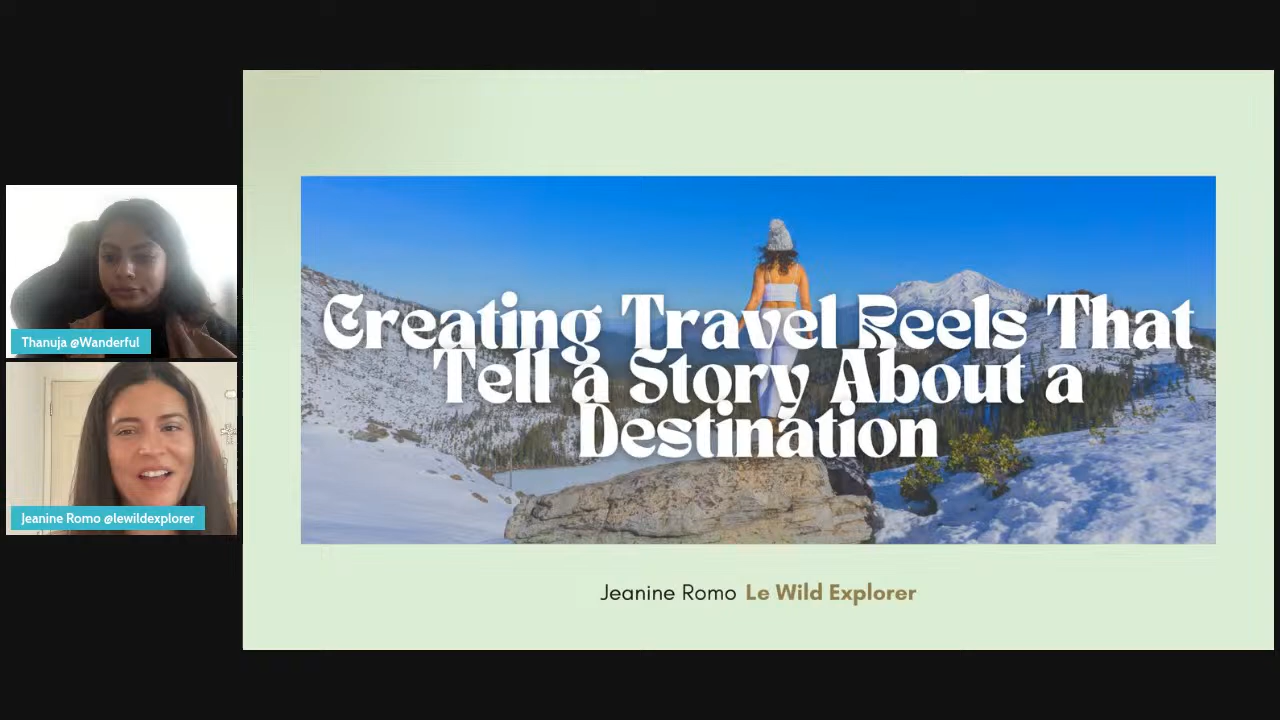 Thanuja @Wanderful
Jeanine Romo @lewildexplorer
Creating Travel Reels That
Tell a Story About a
Destination
Jeanine Romo Le Wild Explorer